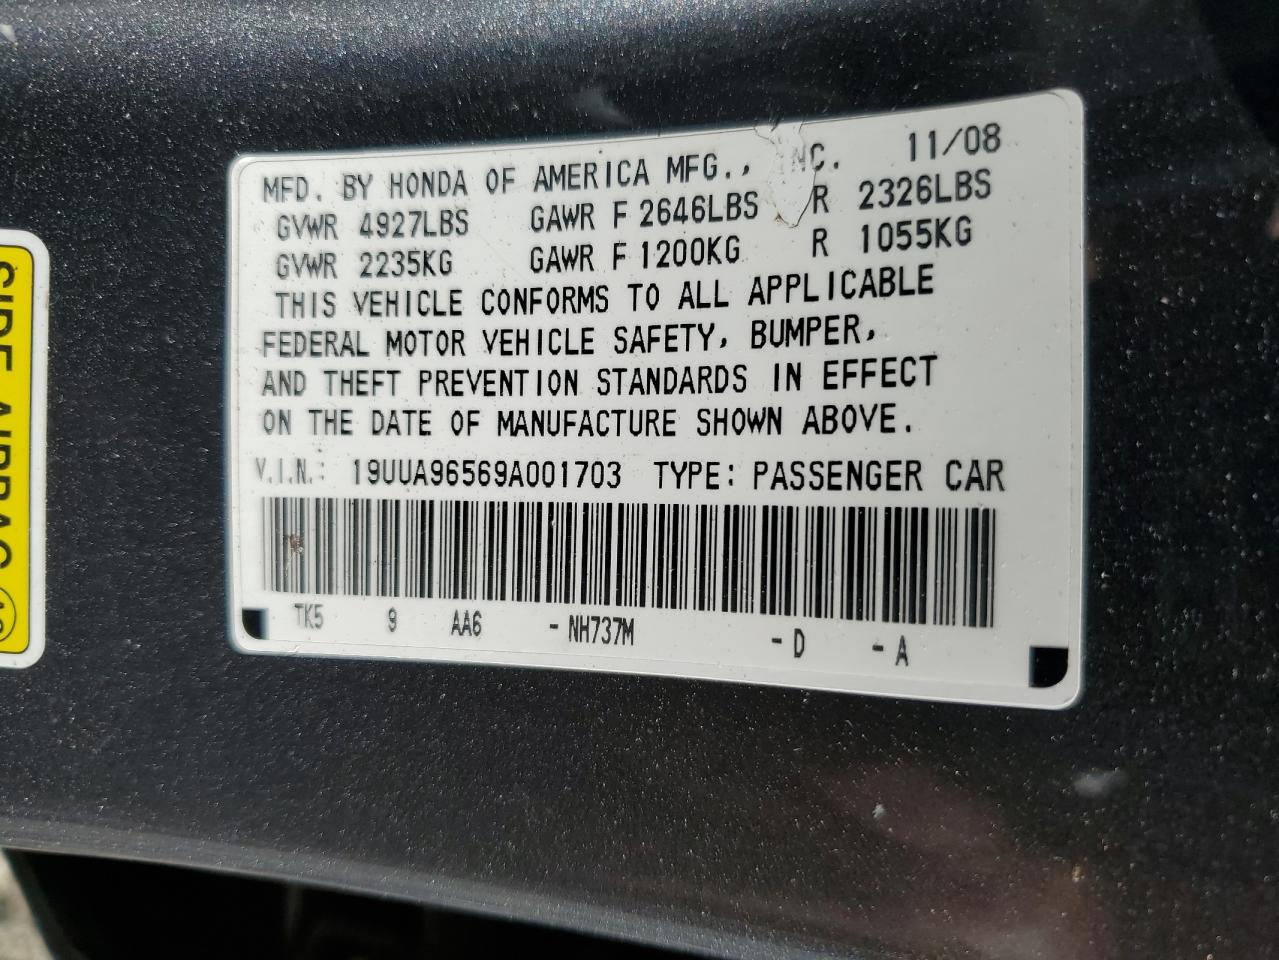 MFD. BY HONDA OF AMERICA MFG., INC. 11/08
GVWR 4927LBS GAWR F 2646LBS R 2326LBS
GVWR 2235KG GAWR F 1200KG R 1055KG
THIS VEHICLE CONFORMS TO ALL APPLICABLE
FEDERAL MOTOR VEHICLE SAFETY, BUMPER,
AND THEFT PREVENTION STANDARDS IN EFFECT
ON THE DATE OF MANUFACTURE SHOWN ABOVE.
V.I.N.: 19UUA96569A001703 TYPE: PASSENGER CAR
TK5 9 AA6 -NH737M -D -A
SIDE AIRBAG